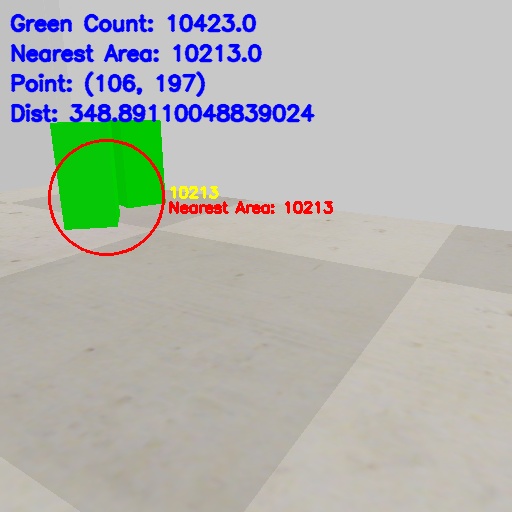 Green Count: 10423.0
Nearest Area: 10213.0
Point: (106, 197)
Dist: 348.89110048839024
10213
Nearest Area: 10213